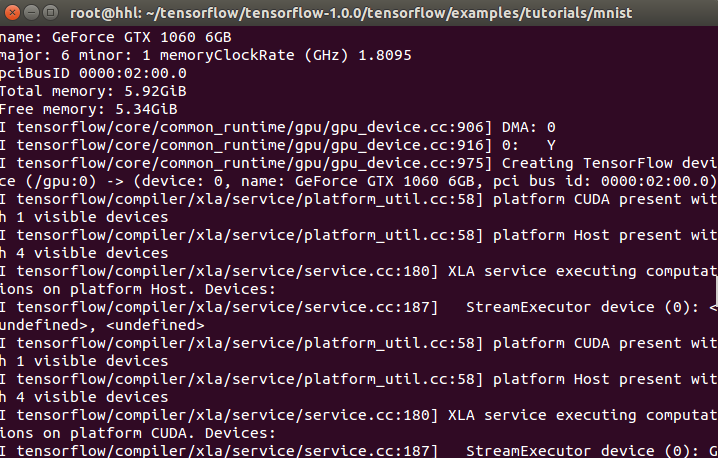 root@hhl: ~/tensorflow/tensorflow-1.0.0/tensorflow/examples/tutorials/mnist
name: GeForce GTX 1060 6GB
major: 6 minor: 1 memoryClockRate (GHz) 1.8095
pciBusID 0000:02:00.0
Total memory: 5.92GiB
Free memory: 5.34GiB
I tensorflow/core/common_runtime/gpu/gpu_device.cc:906] DMA: 0
I tensorflow/core/common_runtime/gpu/gpu_device.cc:916] 0:   Y
I tensorflow/core/common_runtime/gpu/gpu_device.cc:975] Creating TensorFlow devi
ce (/gpu:0) -> (device: 0, name: GeForce GTX 1060 6GB, pci bus id: 0000:02:00.0)
I tensorflow/compiler/xla/service/platform_util.cc:58] platform CUDA present wit
h 1 visible devices
I tensorflow/compiler/xla/service/platform_util.cc:58] platform Host present wit
h 4 visible devices
I tensorflow/compiler/xla/service/service.cc:180] XLA service executing computat
ions on platform Host. Devices:
I tensorflow/compiler/xla/service/service.cc:187]   StreamExecutor device (0): <
undefined>, <undefined>
I tensorflow/compiler/xla/service/platform_util.cc:58] platform CUDA present wit
h 1 visible devices
I tensorflow/compiler/xla/service/platform_util.cc:58] platform Host present wit
h 4 visible devices
I tensorflow/compiler/xla/service/service.cc:180] XLA service executing computat
ions on platform CUDA. Devices:
I tensorflow/compiler/xla/service/service.cc:187]   StreamExecutor device (0): G